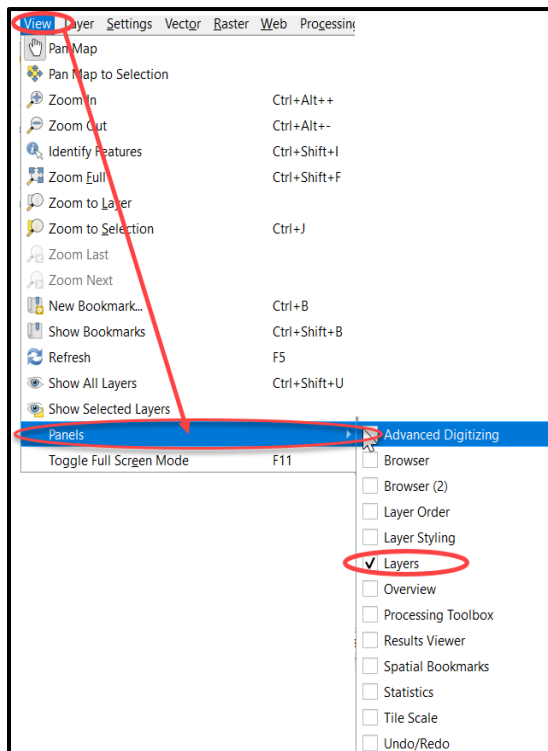 View Layer Settings Vector Raster Web Processing
Pan Map
Pan Map to Selection
Zoom In Ctrl+Alt++
Zoom Out Ctrl+Alt+-
Identify Features Ctrl+Shift+I
Zoom Full Ctrl+Shift+F
Zoom to Layer
Zoom to Selection Ctrl+J
Zoom Last
Zoom Next
New Bookmark... Ctrl+B
Show Bookmarks Ctrl+Shift+B
Refresh F5
Show All Layers Ctrl+Shift+U
Show Selected Layers
Panels
Toggle Full Screen Mode F11
Advanced Digitizing
Browser
Browser (2)
Layer Order
Layer Styling
Layers
Overview
Processing Toolbox
Results Viewer
Spatial Bookmarks
Statistics
Tile Scale
Undo/Redo